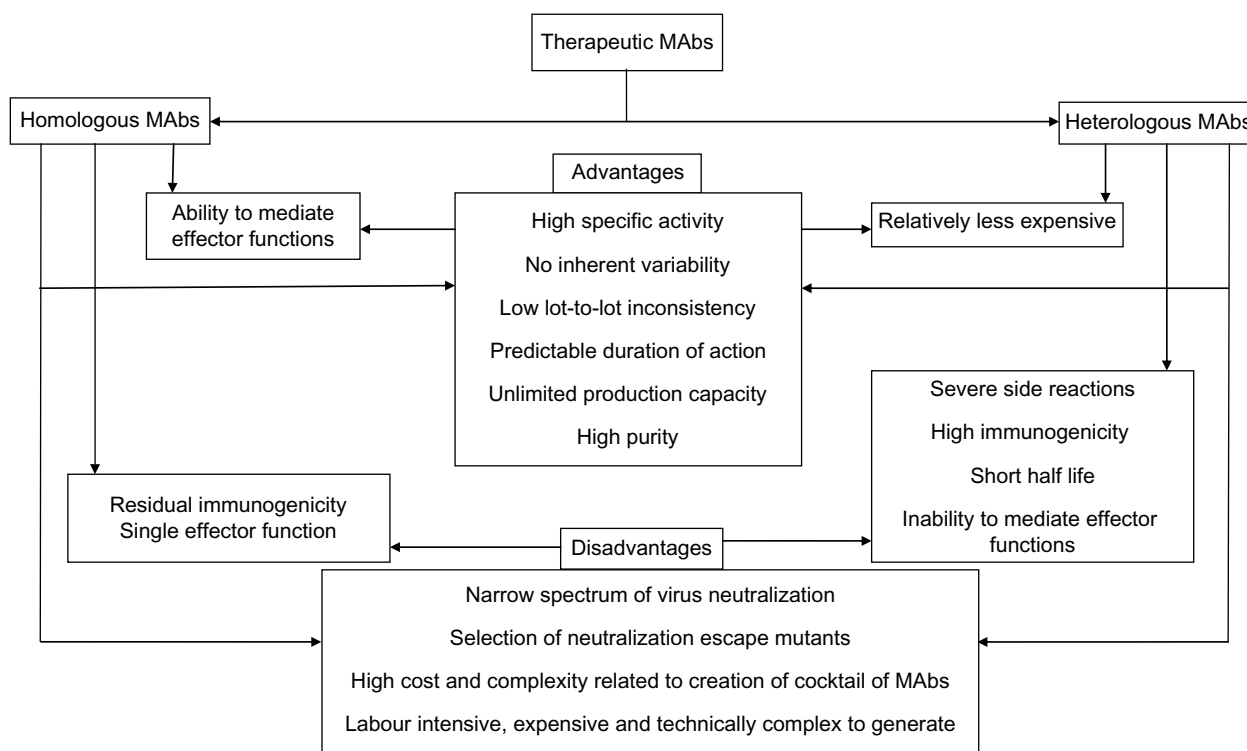 Therapeutic MAbs
Homologous MAbs
Heterologous MAbs
Advantages
Ability to mediate
effector functions
High specific activity
No inherent variability
Low lot-to-lot inconsistency
Predictable duration of action
Unlimited production capacity
High purity
Relatively less expensive
Residual immunogenicity
Single effector function
Severe side reactions
High immunogenicity
Short half life
Inability to mediate effector
functions
Disadvantages
Narrow spectrum of virus neutralization
Selection of neutralization escape mutants
High cost and complexity related to creation of cocktail of MAbs
Labour intensive, expensive and technically complex to generate